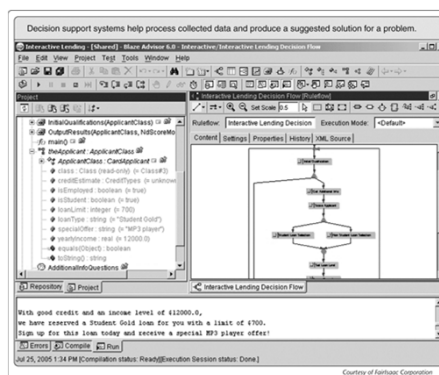 Decision support systems help process collected data and produce a suggested solution for a problem.
Interactive Lending - [Shared] - Blaze Advisor 6.0 - Interactive/Interactive Lending Decision Flow
File Edit View Project Test Tools Window Help
Project
InitialQualifications(ApplicantClass)
OutputResults(ApplicantClass, NdScoreMo
main()
theApplicant : ApplicantClass
ApplicantClass : CardApplicant
class : Class (read-only) (= Class#3)
creditEstimate : CreditTypes (= unknow
isEmployed : boolean (= true)
isStudent : boolean (= true)
loanLimit : integer (= 700)
loanType : string (= "Student Gold")
specialOffer : string (= "MP3 player")
yearlyIncome : real (= 12000.0)
equals(Object) : boolean
toString() : string
AdditionalInfoQuestions
Repository Project
Interactive Lending Decision Flow [Ruleflow]
Set Scale 0.5
Ruleflow: Interactive Lending Decision Execution Mode: <Default>
Content Settings Properties History XML Source
Interactive Lending Decision Flow
With good credit and an income level of $12000.0,
we have reserved a Student Gold loan for you with a limit of $700.
Sign up for this loan today and receive a special MP3 player offer!
Errors Compile Run
Jul 25, 2005 1:34 PM [Compilation status: Ready][Execution Session status: Done.]
Courtesy of FairIsaac Corporation